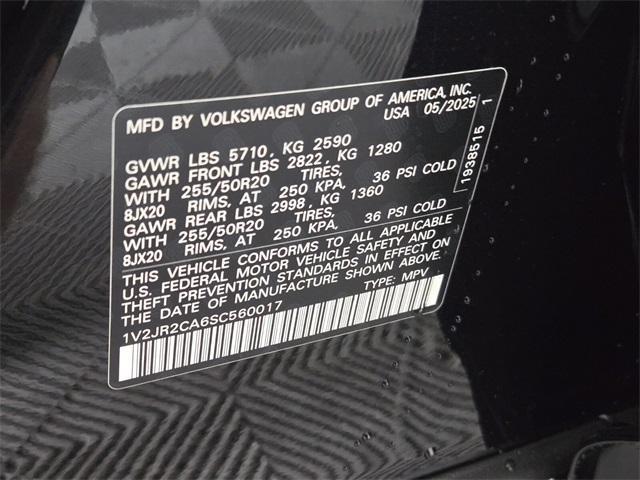 MFD BY VOLKSWAGEN GROUP OF AMERICA, INC.
USA 05/2025
GVWR LBS 5710, KG 2590
GAWR FRONT LBS 2822, KG 1280
WITH 255/50R20 TIRES,
8JX20 RIMS, AT 250 KPA, 36 PSI COLD
GAWR REAR LBS 2998, KG 1360
WITH 255/50R20 TIRES,
8JX20 RIMS, AT 250 KPA, 36 PSI COLD
THIS VEHICLE CONFORMS TO ALL APPLICABLE
U.S. FEDERAL MOTOR VEHICLE SAFETY AND
THEFT PREVENTION STANDARDS IN EFFECT ON
THE DATE OF MANUFACTURE SHOWN ABOVE.
1V2JR2CA6SC560017 TYPE: MPV
1938515 1